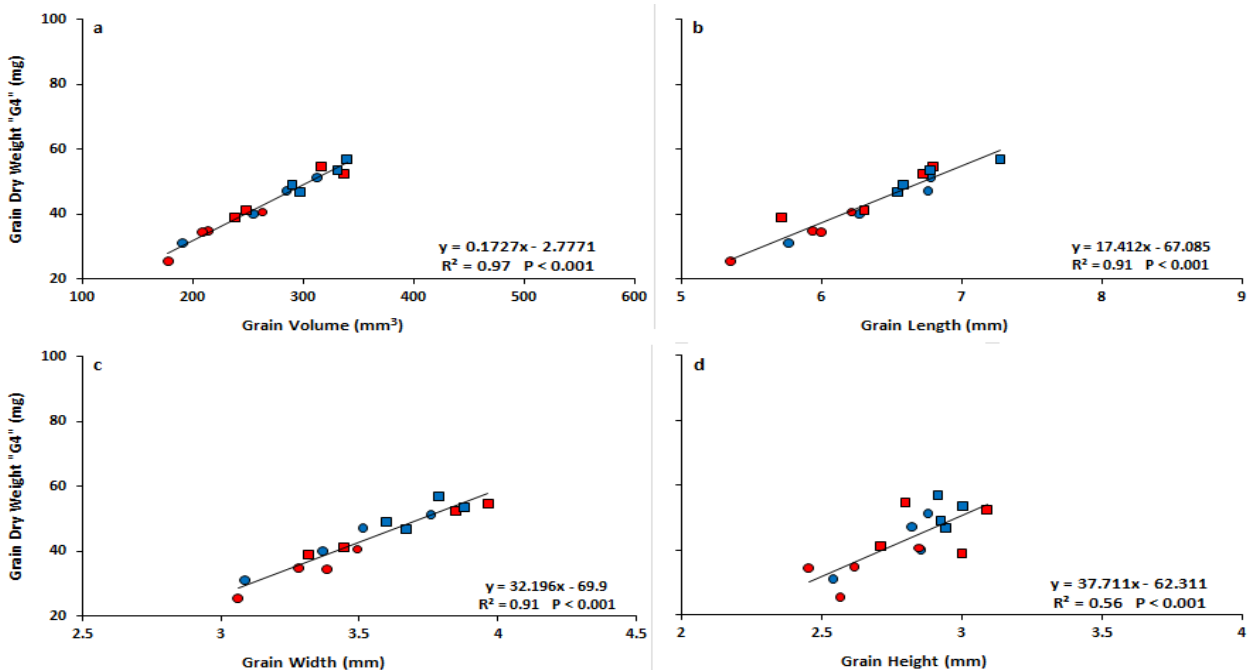 a
Grain Dry Weight "G4" (mg)
100
80
60
40
20
y = 0.1727x - 2.7771
R² = 0.97 P < 0.001
100 200 300 400 500 600
Grain Volume (mm³)
b
y = 17.412x - 67.085
R² = 0.91 P < 0.001
5 6 7 8 9
Grain Length (mm)
c
Grain Dry Weight "G4" (mg)
100
80
60
40
20
y = 32.196x - 69.9
R² = 0.91 P < 0.001
2.5 3 3.5 4 4.5
Grain Width (mm)
d
y = 37.711x - 62.311
R² = 0.56 P < 0.001
2 2.5 3 3.5 4
Grain Height (mm)